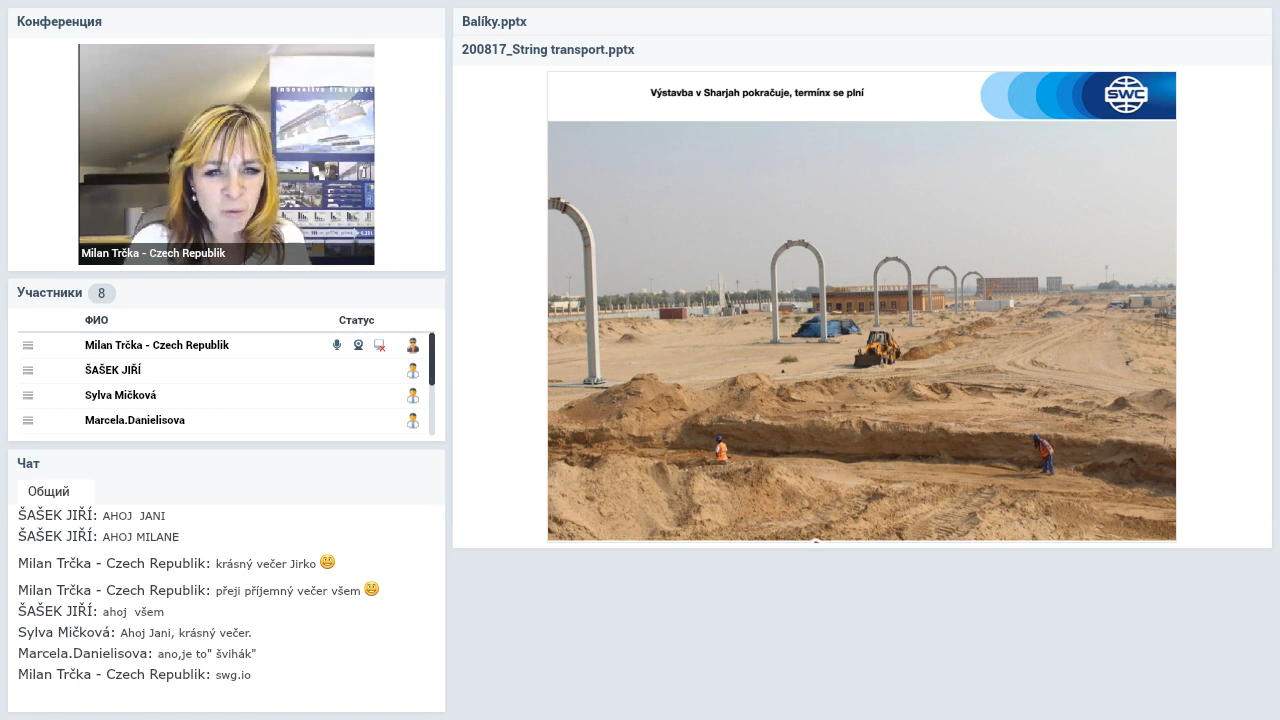 Конференция
Innovative Transport
Milan Trčka - Czech Republik
Участники 8
ФИО Статус
Milan Trčka - Czech Republik
ŠAŠEK JIŘÍ
Sylva Mičková
Marcela.Danielisova
Чат
Общий
ŠAŠEK JIŘÍ: AHOJ JANI
ŠAŠEK JIŘÍ: AHOJ MILANE
Milan Trčka - Czech Republik: krásný večer Jirko
Milan Trčka - Czech Republik: přeji příjemný večer všem
ŠAŠEK JIŘÍ: ahoj všem
Sylva Mičková: Ahoj Jani, krásný večer.
Marcela.Danielisova: ano,je to" švihák"
Milan Trčka - Czech Republik: swg.io
Balíky.pptx
200817_String transport.pptx
Výstavba v Sharjah pokračuje, termínx se plní
SWC